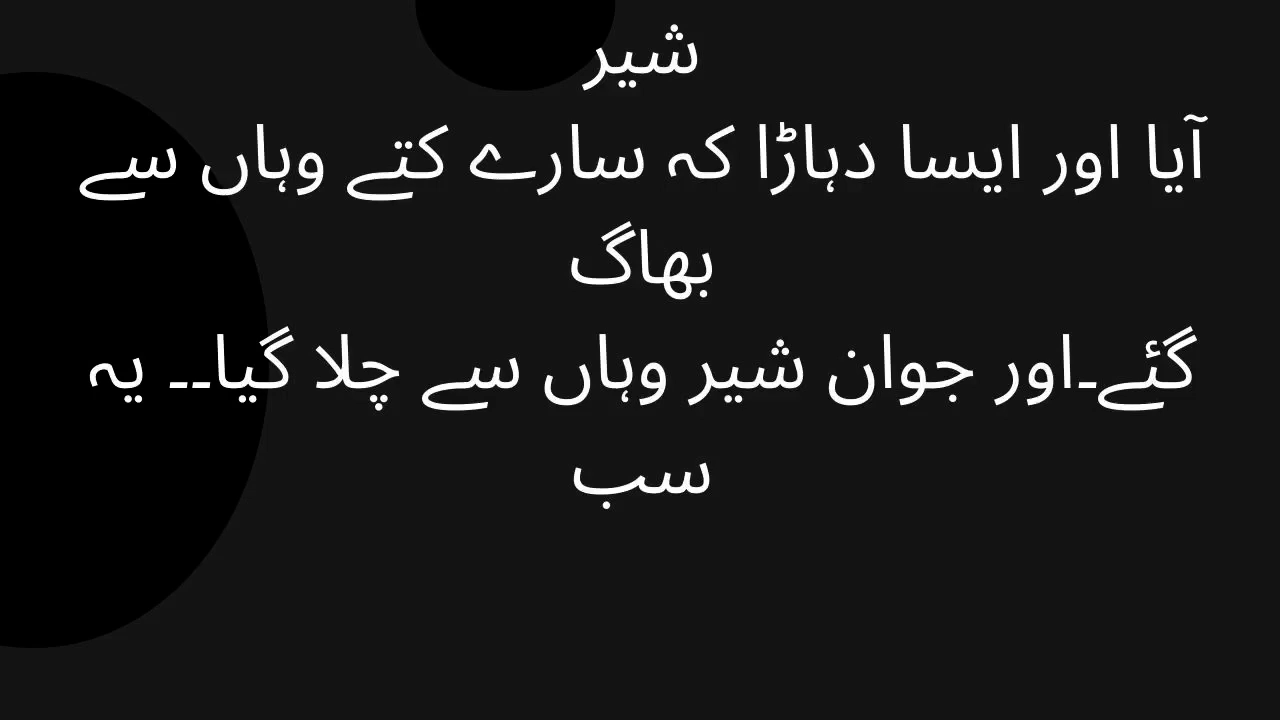 شیر
آیا اور ایسا دہاڑا کہ سارے کتے وہاں سے
بھاگ
گئے۔اور جوان شیر وہاں سے چلا گیا۔۔ یہ
سب